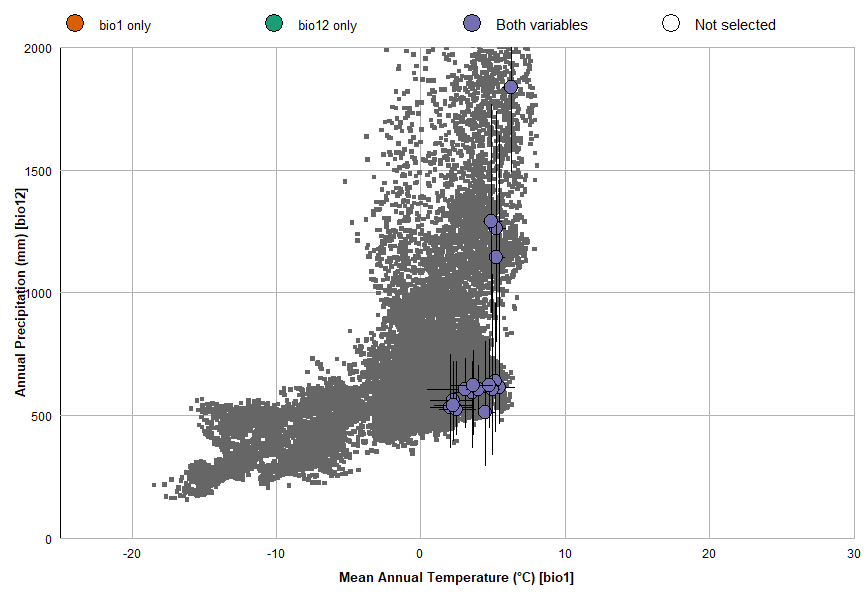 bio1 only bio12 only Both variables Not selected
2000
1500
1000
500
0
Annual Precipitation (mm) [bio12]
-20 -10 0 10 20 30
Mean Annual Temperature (°C) [bio1]